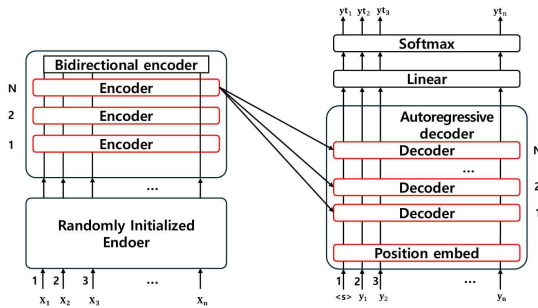 Bidirectional encoder
N Encoder
2 Encoder
1 Encoder
...
Randomly Initialized
Endoer
1 2 3 ...
x₁ x₂ x₃ xₙ
yt₁ yt₂ yt₃ ytₙ
Softmax
Linear
Autoregressive
decoder
Decoder N
...
Decoder 2
Decoder 1
Position embed
1 2 3 ...
<s> y₁ y₂ yₙ